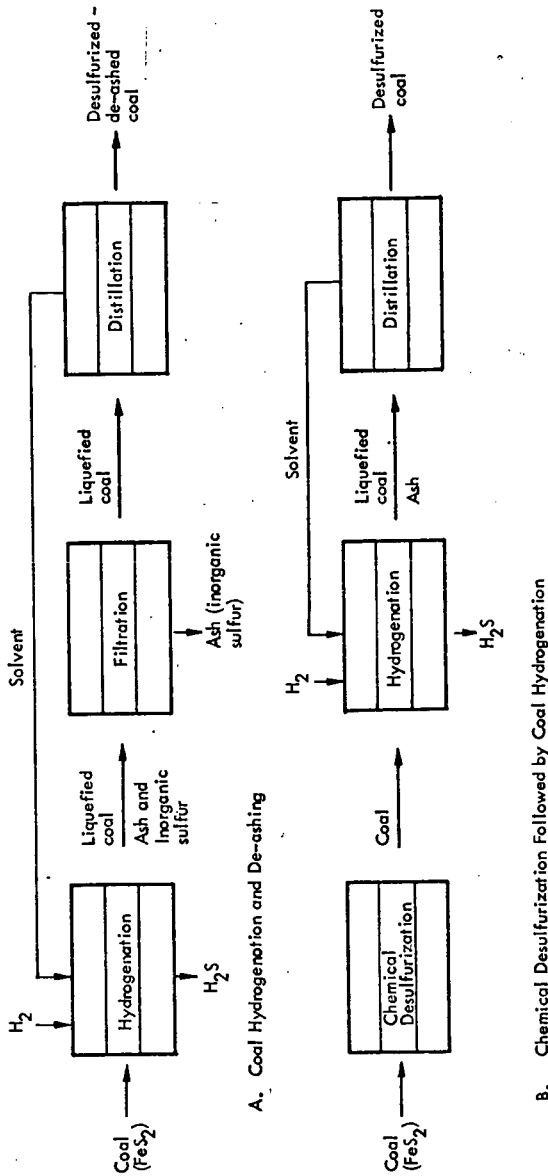 Solvent
H₂
Coal
(FeS₂)
Hydrogenation
H₂S
Liquefied
coal
Ash and
Inorganic
sulfur
Filtration
Ash (inorganic
sulfur)
Liquefied
coal
Distillation
Desulfurized -
de-ashed
coal
A. Coal Hydrogenation and De-ashing
Coal
(FeS₂)
Chemical
Desulfurization
Coal
H₂
Solvent
Hydrogenation
H₂S
Liquefied
coal
Ash
Distillation
Desulfurized
coal
B. Chemical Desulfurization Followed by Coal Hydrogenation